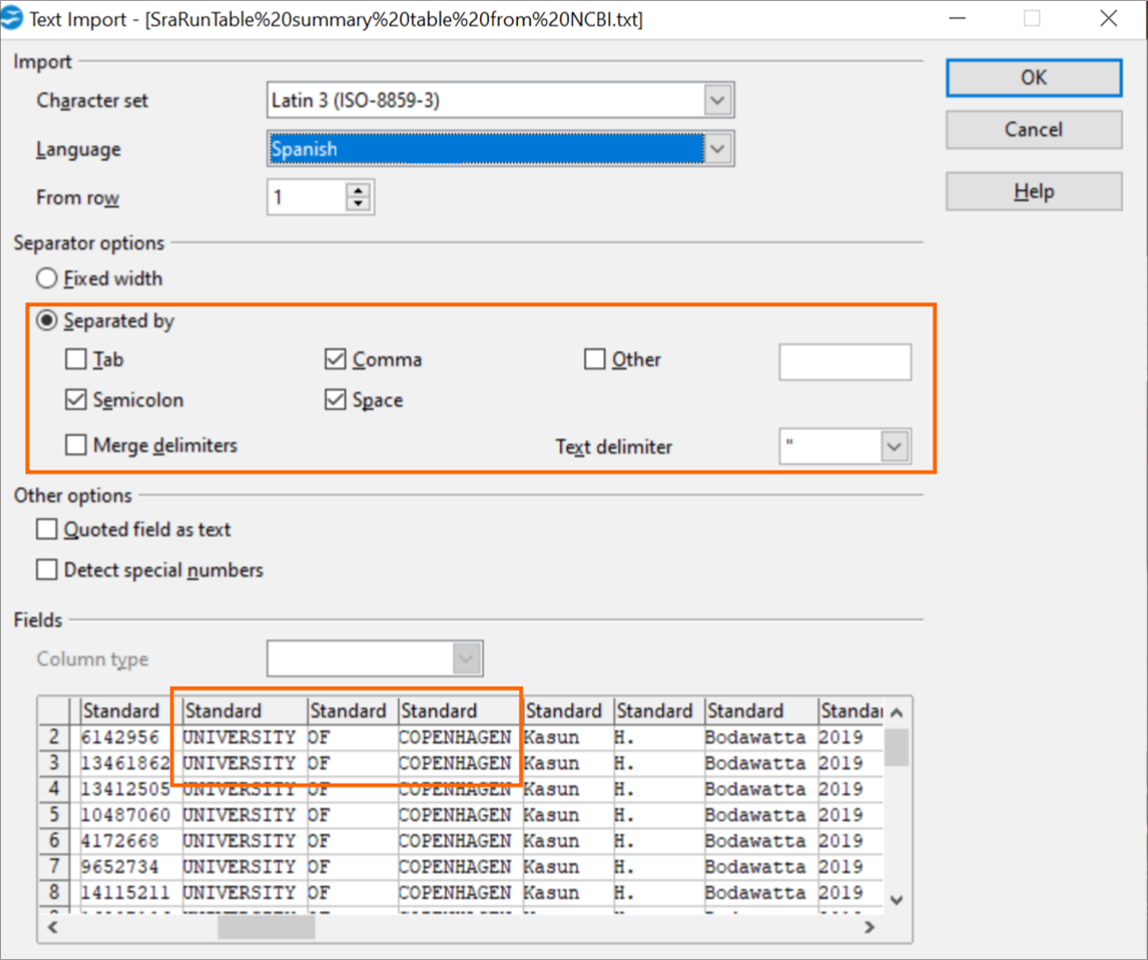 Text Import - [SraRunTable%20summary%20table%20from%20NCBI.txt]
Import
OK
Character set Latin 3 (ISO-8859-3)
Cancel
Language Spanish
Help
From row 1
Separator options
Fixed width
Separated by
Tab Comma Other
Semicolon Space
Merge delimiters Text delimiter "
Other options
Quoted field as text
Detect special numbers
Fields
Column type
Standard Standard Standard Standard Standard Standard Standard Standar
2 6142956 UNIVERSITY OF COPENHAGEN Kasun H. Bodawatta 2019
3 13461862 UNIVERSITY OF COPENHAGEN Kasun H. Bodawatta 2019
4 13412505 UNIVERSITY OF COPENHAGEN Kasun H. Bodawatta 2019
5 10487060 UNIVERSITY OF COPENHAGEN Kasun H. Bodawatta 2019
6 4172668 UNIVERSITY OF COPENHAGEN Kasun H. Bodawatta 2019
7 9652734 UNIVERSITY OF COPENHAGEN Kasun H. Bodawatta 2019
8 14115211 UNIVERSITY OF COPENHAGEN Kasun H. Bodawatta 2019